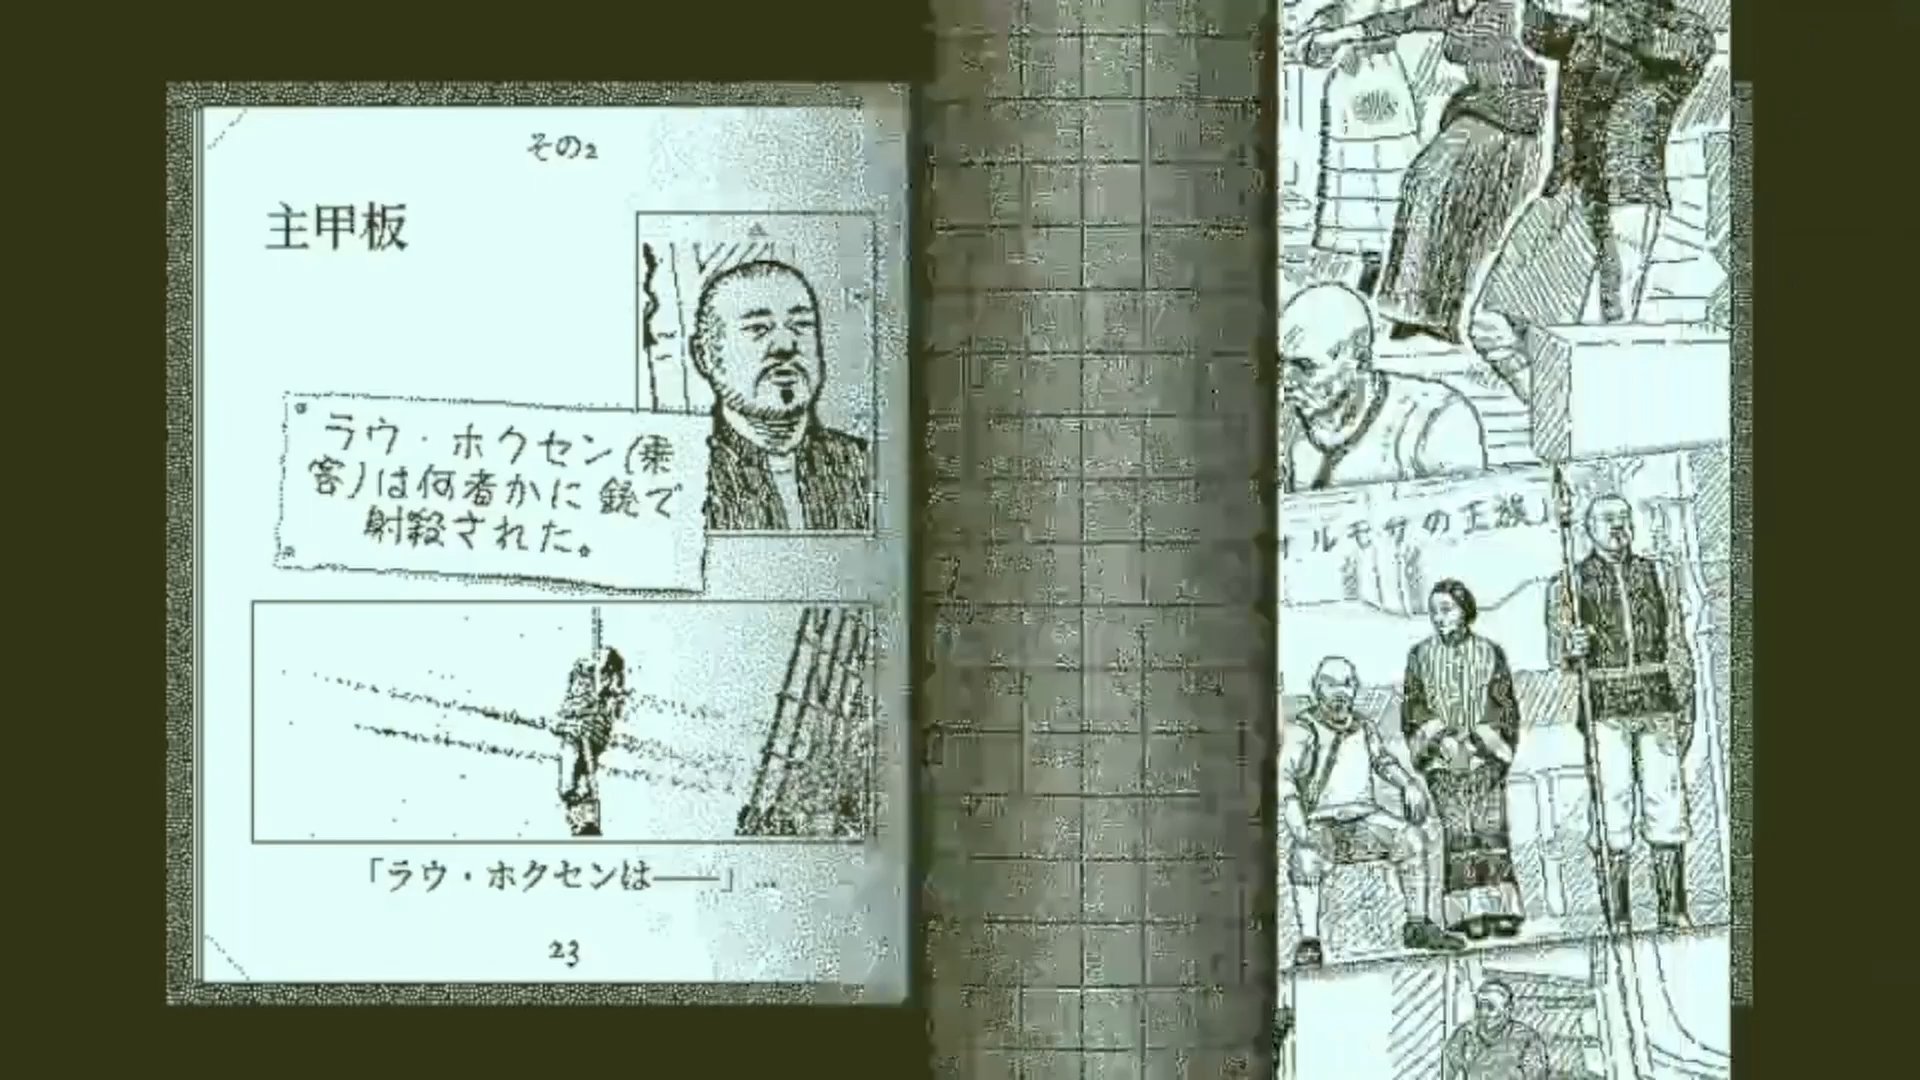 その2
主甲板
ラウ・ホクセン(乗
客)は何者かに銃で
射殺された。
「ラウ・ホクセンは――」...
23
ルモサの王族」